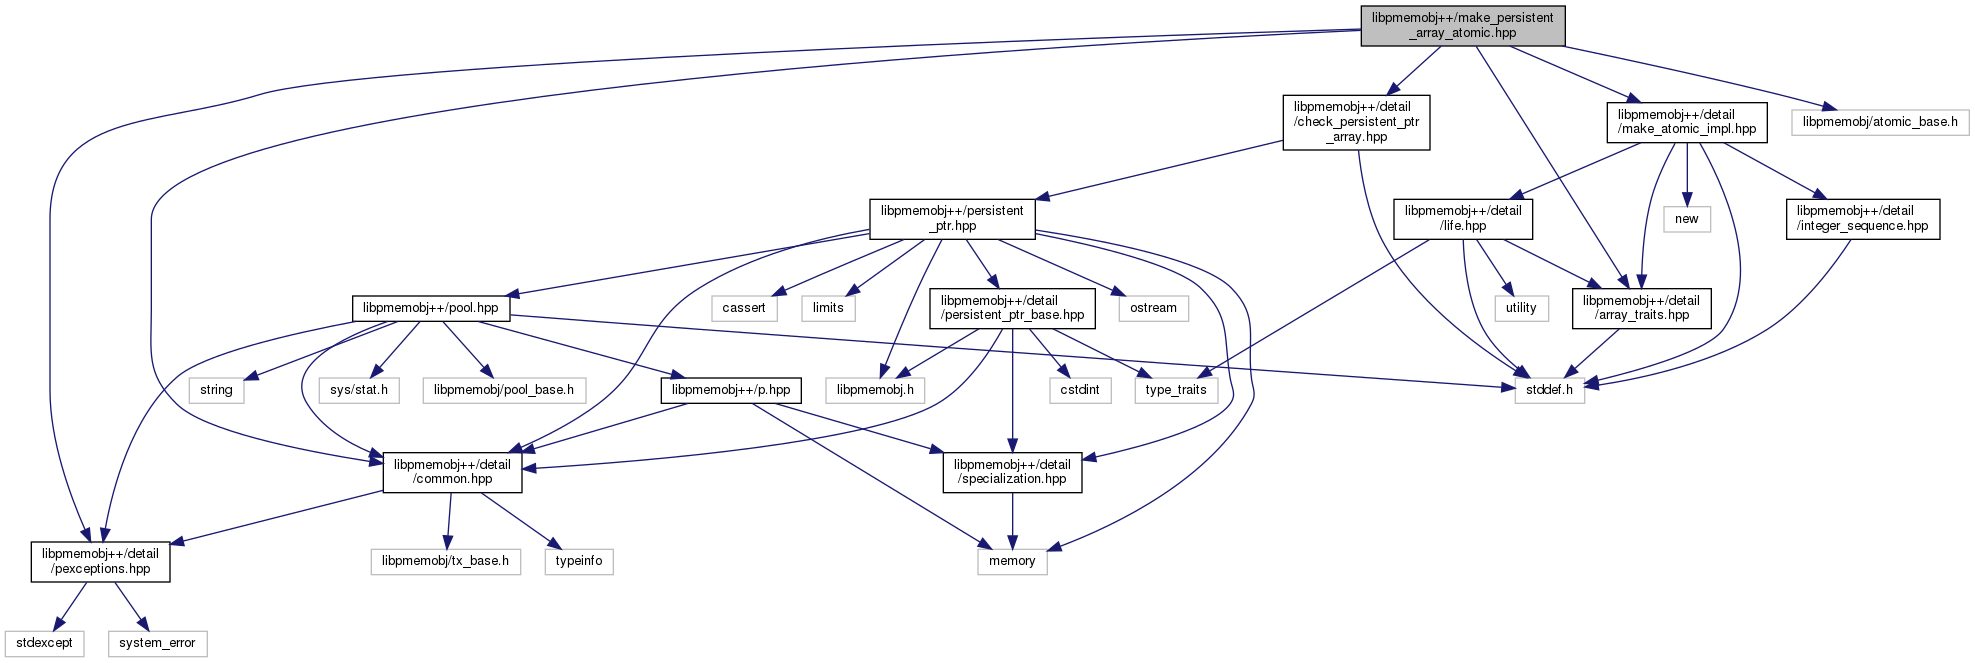 libpmemobj++/make_persistent
_array_atomic.hpp
libpmemobj++/detail
/check_persistent_ptr
_array.hpp
libpmemobj++/detail
/make_atomic_impl.hpp
libpmemobj/atomic_base.h
libpmemobj++/persistent
_ptr.hpp
libpmemobj++/detail
/life.hpp
new
libpmemobj++/detail
/integer_sequence.hpp
libpmemobj++/pool.hpp
cassert
limits
libpmemobj++/detail
/persistent_ptr_base.hpp
ostream
utility
libpmemobj++/detail
/array_traits.hpp
string
sys/stat.h
libpmemobj/pool_base.h
libpmemobj++/p.hpp
libpmemobj.h
cstdint
type_traits
stddef.h
libpmemobj++/detail
/common.hpp
libpmemobj++/detail
/specialization.hpp
libpmemobj++/detail
/pexceptions.hpp
libpmemobj/tx_base.h
typeinfo
memory
stdexcept
system_error